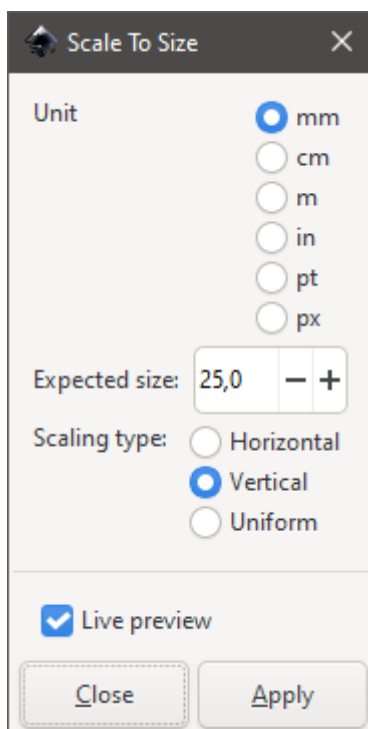 Scale To Size
Unit
mm
cm
m
in
pt
px
Expected size: 25,0
Scaling type:
Horizontal
Vertical
Uniform
Live preview
Close Apply